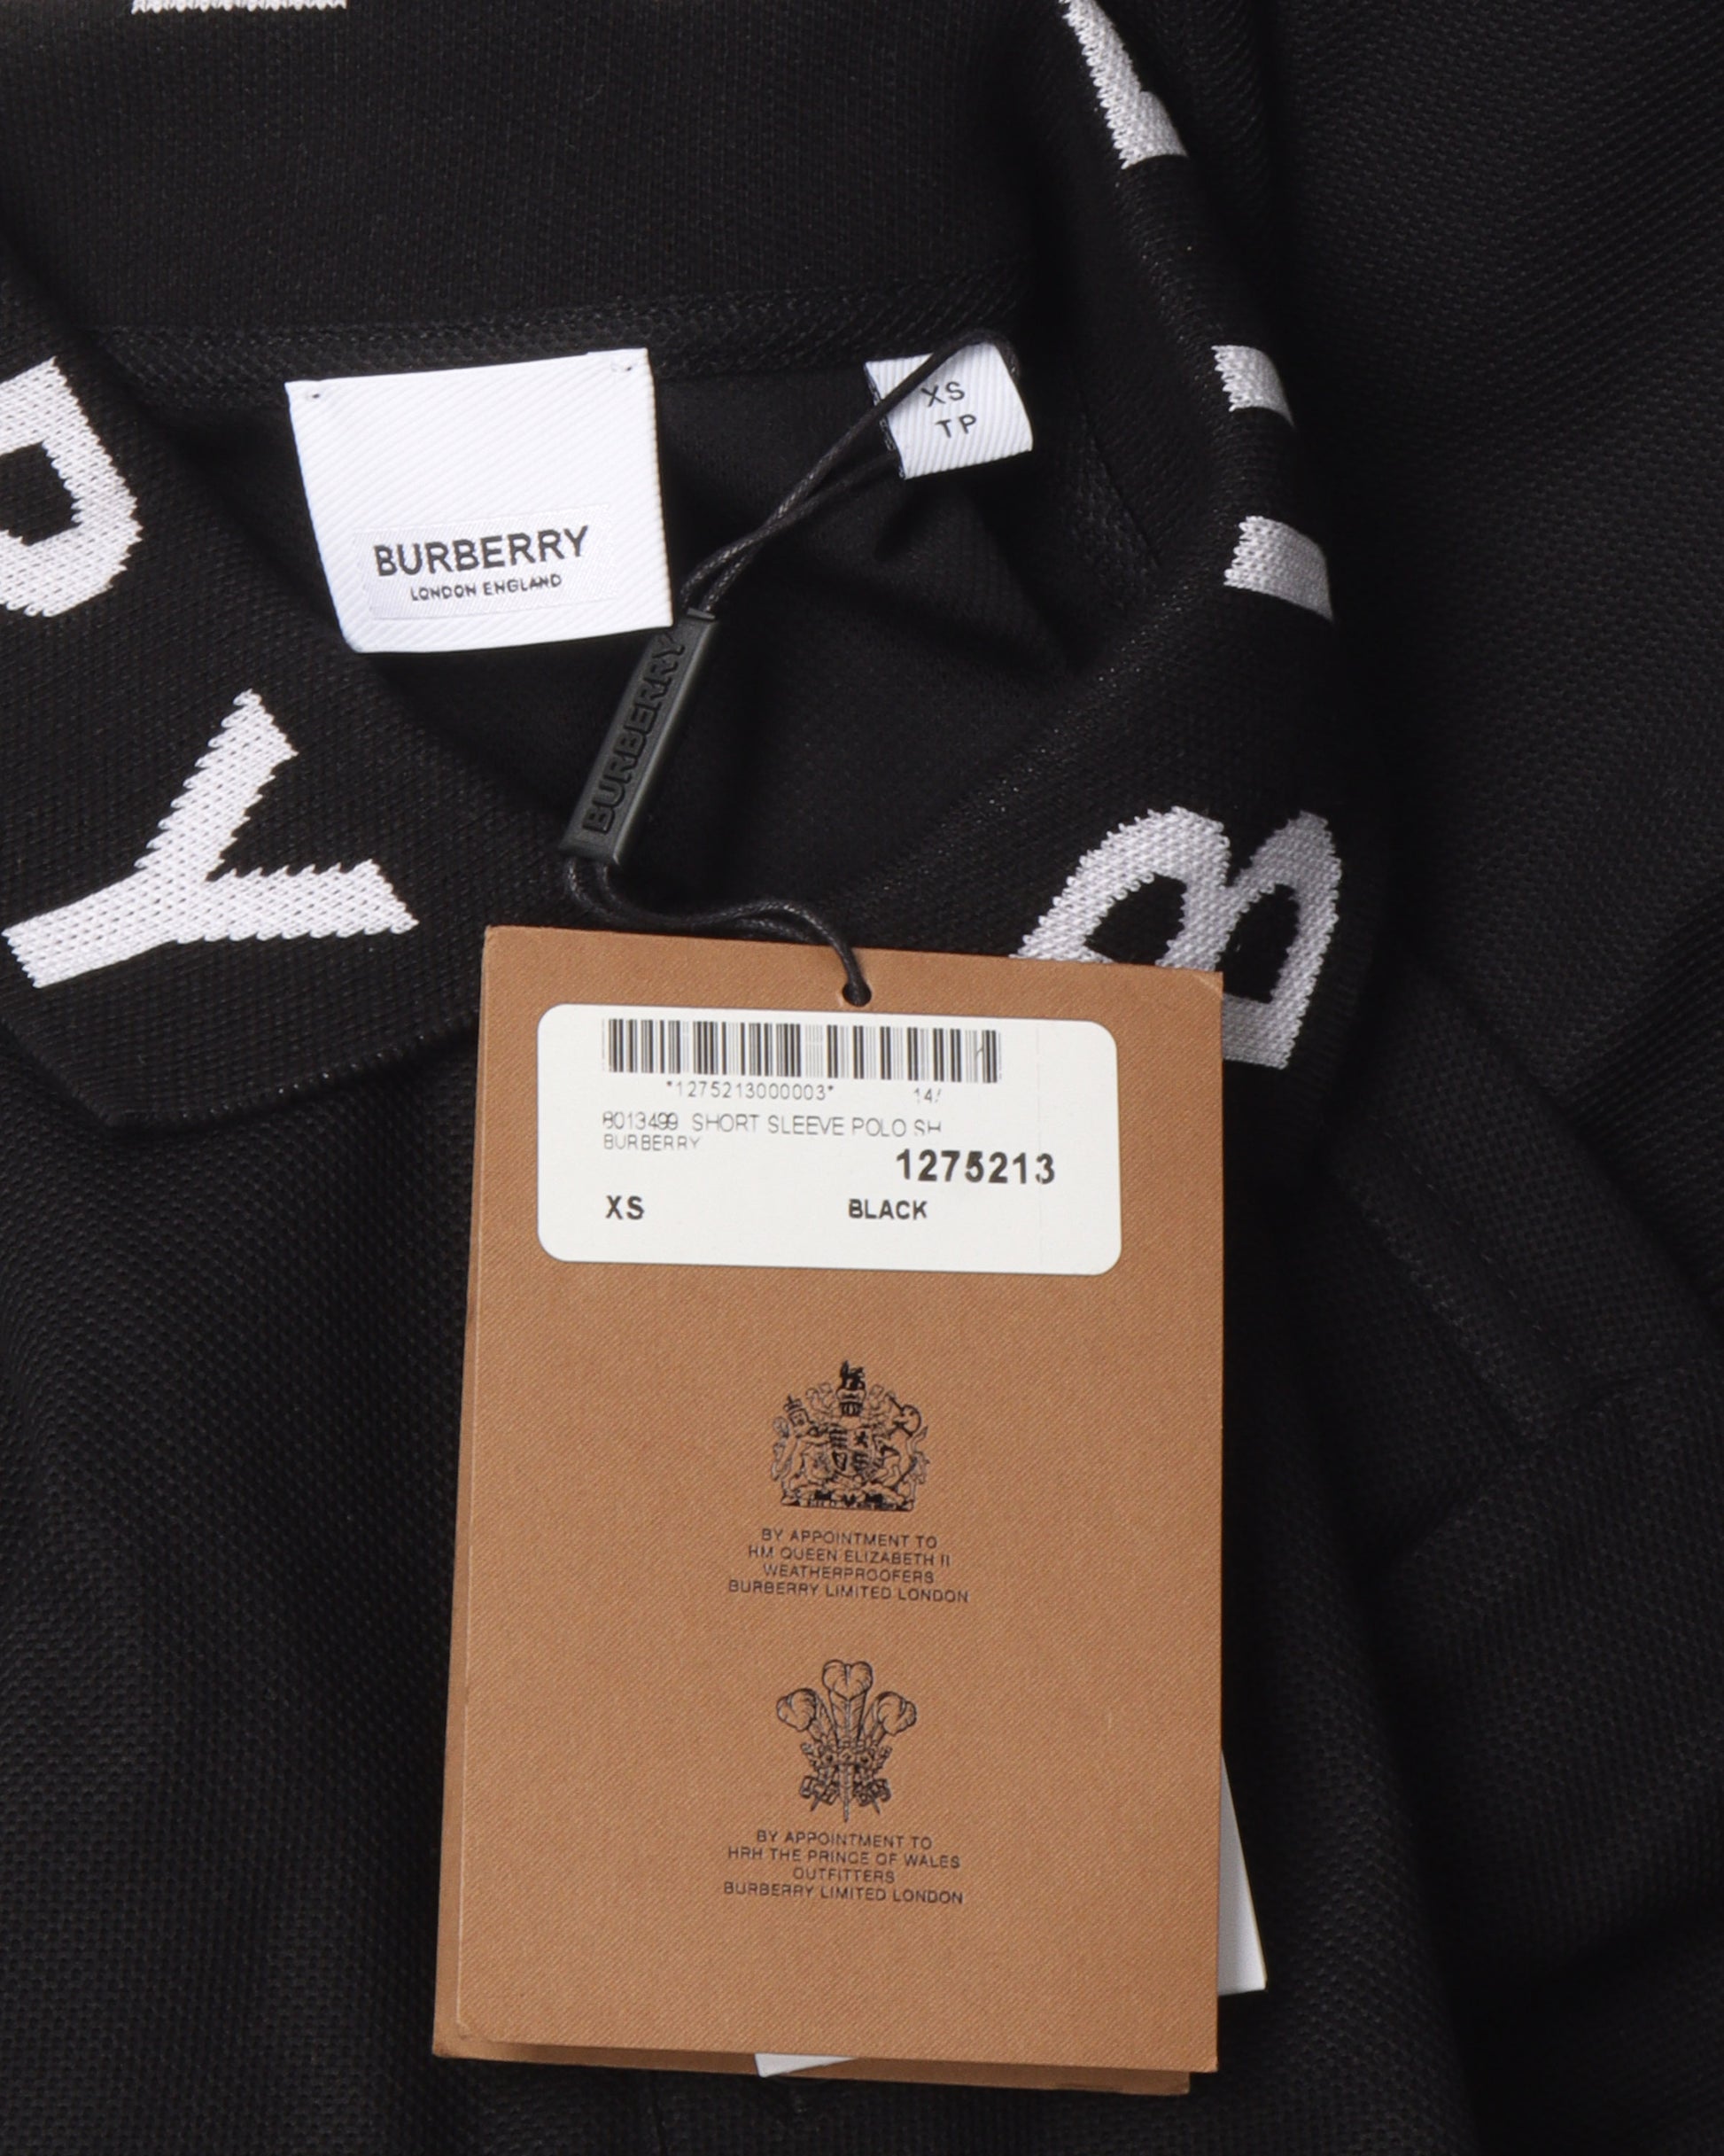 BURBERRY
LONDON ENGLAND
XS
TP
BURBERRY
R
Y
B
*1275213000003*
14/
8013499 SHORT SLEEVE POLO SH
BURBERRY
1275213
XS
BLACK
BY APPOINTMENT TO
HM QUEEN ELIZABETH II
WEATHERPROOFERS
BURBERRY LIMITED LONDON
BY APPOINTMENT TO
HRH THE PRINCE OF WALES
OUTFITTERS
BURBERRY LIMITED LONDON